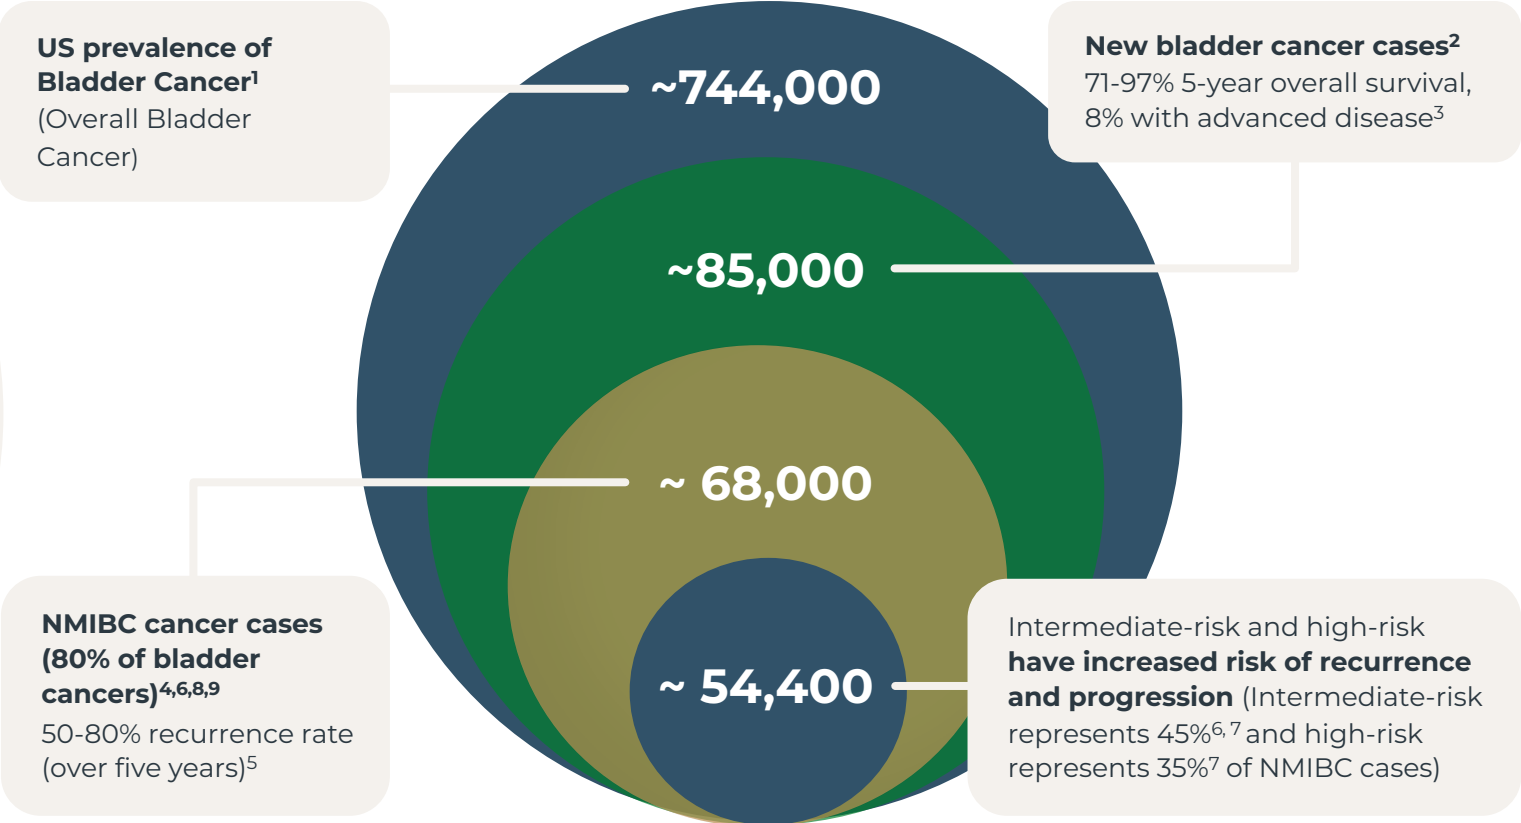 US prevalence of
Bladder Cancer¹
(Overall Bladder
Cancer)
~744,000
New bladder cancer cases²
71-97% 5-year overall survival,
8% with advanced disease³
~85,000
~ 68,000
NMIBC cancer cases
(80% of bladder
cancers)⁴,⁶,⁸,⁹
50-80% recurrence rate
(over five years)⁵
~ 54,400
Intermediate-risk and high-risk
have increased risk of recurrence
and progression (Intermediate-risk
represents 45%⁶,⁷ and high-risk
represents 35%⁷ of NMIBC cases)